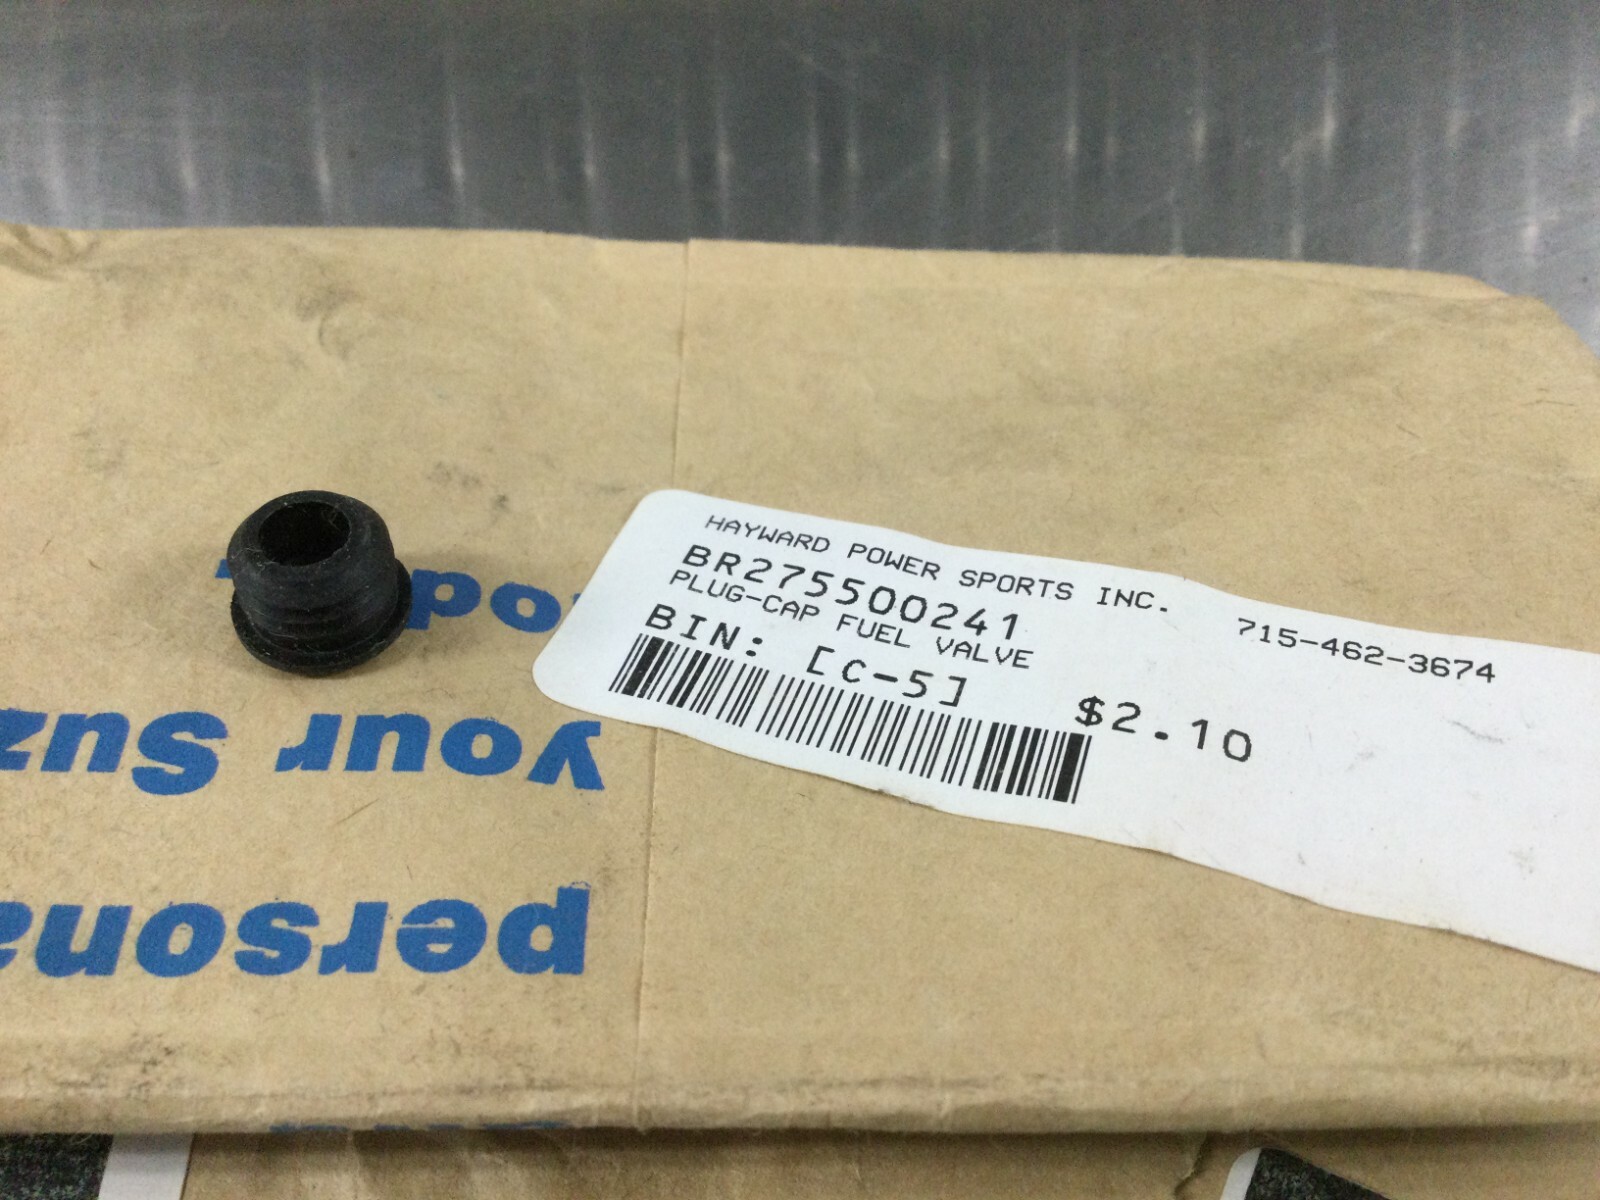 HAYWARD POWER SPORTS INC. 715-462-3674
BR275500241
PLUG-CAP FUEL VALVE
BIN: [C-5] $2.10
persona
your Suz